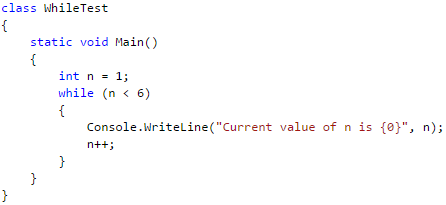 class WhileTest
{
    static void Main()
    {
        int n = 1;
        while (n < 6)
        {
            Console.WriteLine("Current value of n is {0}", n);
            n++;
        }
    }
}